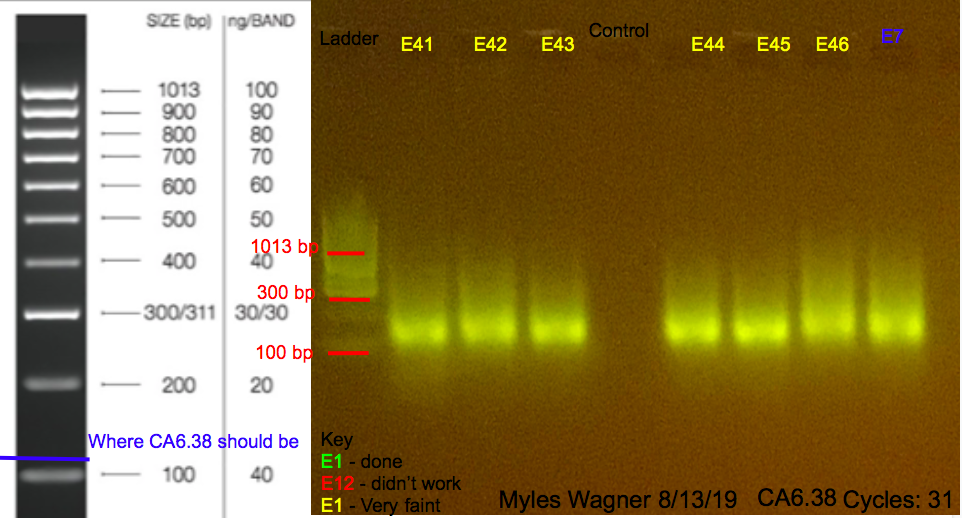 SIZE (bp) ng/BAND
1013 100
900 90
800 80
700 70
600 60
500 50
400 40
300/311 30/30
200 20
Where CA6.38 should be
100 40
Ladder E41 E42 E43 Control E44 E45 E46 E7
1013 bp
300 bp
100 bp
Key
E1 - done
E12 - didn't work
E1 - Very faint
Myles Wagner 8/13/19 CA6.38 Cycles: 31